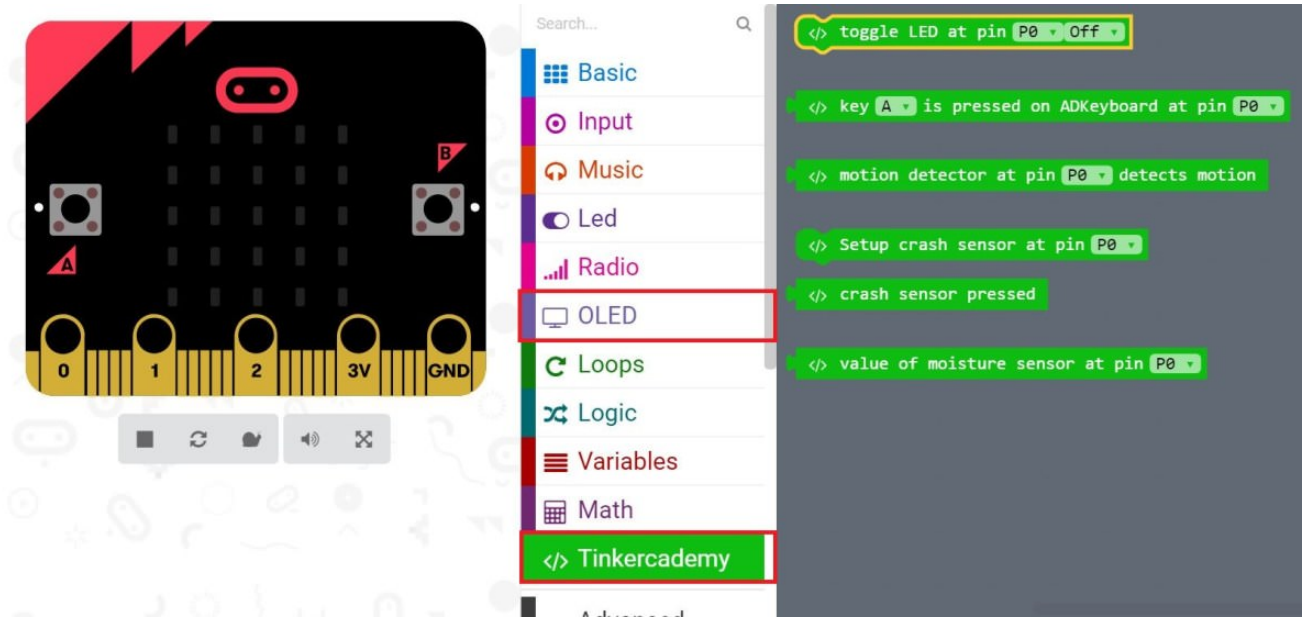 B
A
0 1 2 3V GND
Search...
Basic
Input
Music
Led
Radio
OLED
Loops
Logic
Variables
Math
</> Tinkercademy
Advanced
</> toggle LED at pin P0 Off
</> key A is pressed on ADKeyboard at pin P0
</> motion detector at pin P0 detects motion
</> Setup crash sensor at pin P0
</> crash sensor pressed
</> value of moisture sensor at pin P0